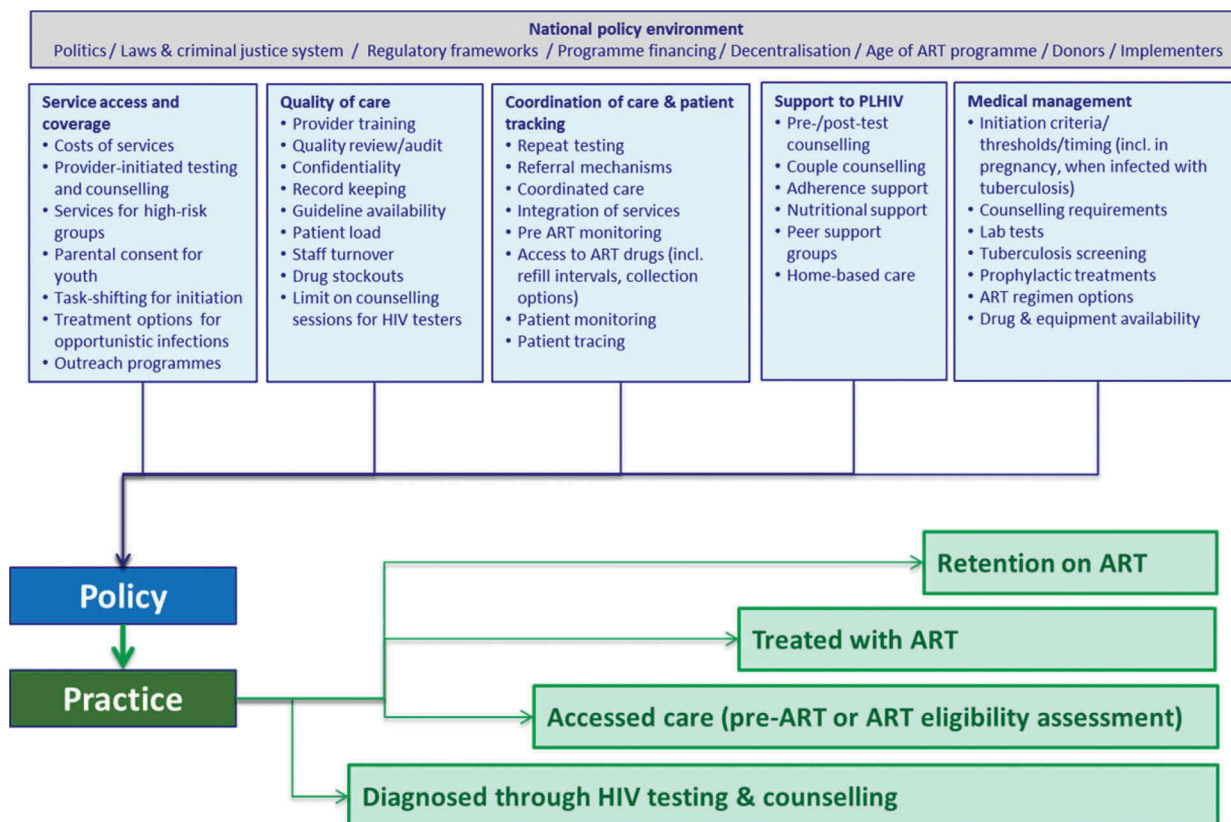 National policy environment
Politics / Laws & criminal justice system / Regulatory frameworks / Programme financing / Decentralisation / Age of ART programme / Donors / Implementers
Service access and
coverage
• Costs of services
• Provider-initiated testing
and counselling
• Services for high-risk
groups
• Parental consent for
youth
• Task-shifting for initiation
• Treatment options for
opportunistic infections
• Outreach programmes
Quality of care
• Provider training
• Quality review/audit
• Confidentiality
• Record keeping
• Guideline availability
• Patient load
• Staff turnover
• Drug stockouts
• Limit on counselling
sessions for HIV testers
Coordination of care & patient
tracking
• Repeat testing
• Referral mechanisms
• Coordinated care
• Integration of services
• Pre ART monitoring
• Access to ART drugs (incl.
refill intervals, collection
options)
• Patient monitoring
• Patient tracing
Support to PLHIV
• Pre-/post-test
counselling
• Couple counselling
• Adherence support
• Nutritional support
• Peer support
groups
• Home-based care
Medical management
• Initiation criteria/
thresholds/timing (incl. in
pregnancy, when infected with
tuberculosis)
• Counselling requirements
• Lab tests
• Tuberculosis screening
• Prophylactic treatments
• ART regimen options
• Drug & equipment availability
Policy
Practice
Retention on ART
Treated with ART
Accessed care (pre-ART or ART eligibility assessment)
Diagnosed through HIV testing & counselling